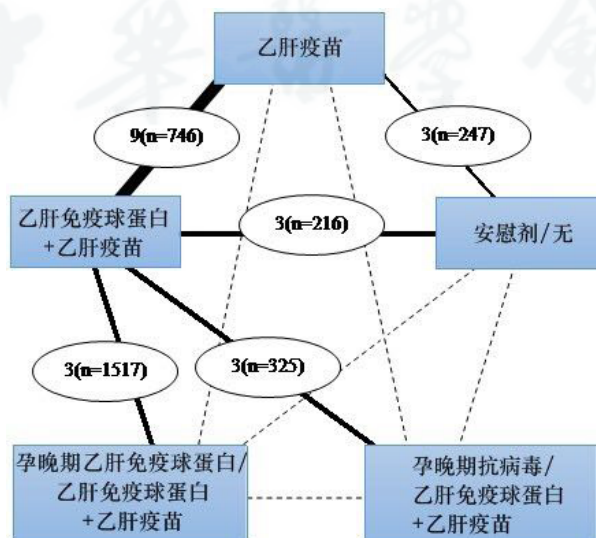 乙肝疫苗
9(n=746)
3(n=247)
乙肝免疫球蛋白
+乙肝疫苗
3(n=216)
安慰剂/无
3(n=1517)
3(n=325)
孕晚期乙肝免疫球蛋白/
乙肝免疫球蛋白
+乙肝疫苗
孕晚期抗病毒/
乙肝免疫球蛋白
+乙肝疫苗